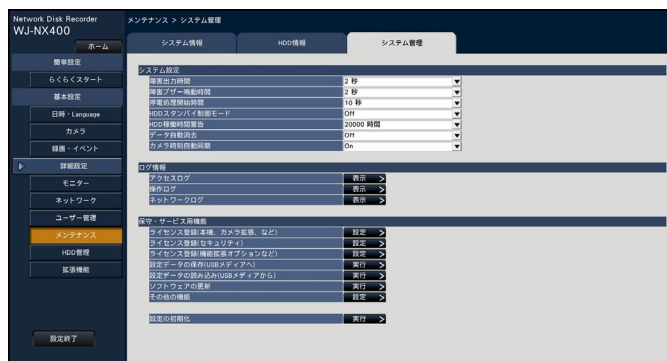 Network Disk Recorder
WJ-NX400
メンテナンス > システム管理
ホーム
システム情報
HDD情報
システム管理
簡単設定
らくらくスタート
基本設定
日時・Language
カメラ
録画・イベント
詳細設定
モニター
ネットワーク
ユーザー管理
メンテナンス
HDD管理
拡張機能
設定終了
システム設定
障害出力時間 2 秒
障害ブザー鳴動時間 2 秒
停電処理開始時間 10 秒
HDDスタンバイ制御モード Off
HDD稼働時間警告 20000 時間
データ自動消去 Off
カメラ時刻自動同期 On
ログ情報
アクセスログ 表示 >
操作ログ 表示 >
ネットワークログ 表示 >
保守・サービス用機能
ライセンス登録(本機、カメラ拡張、など) 設定 >
ライセンス登録(セキュリティ) 設定 >
ライセンス登録(機能拡張オプションなど) 設定 >
設定データの保存(USBメディアへ) 実行 >
設定データの読み込み(USBメディアから) 実行 >
ソフトウェアの更新 実行 >
その他の機能 設定 >
設定の初期化 実行 >